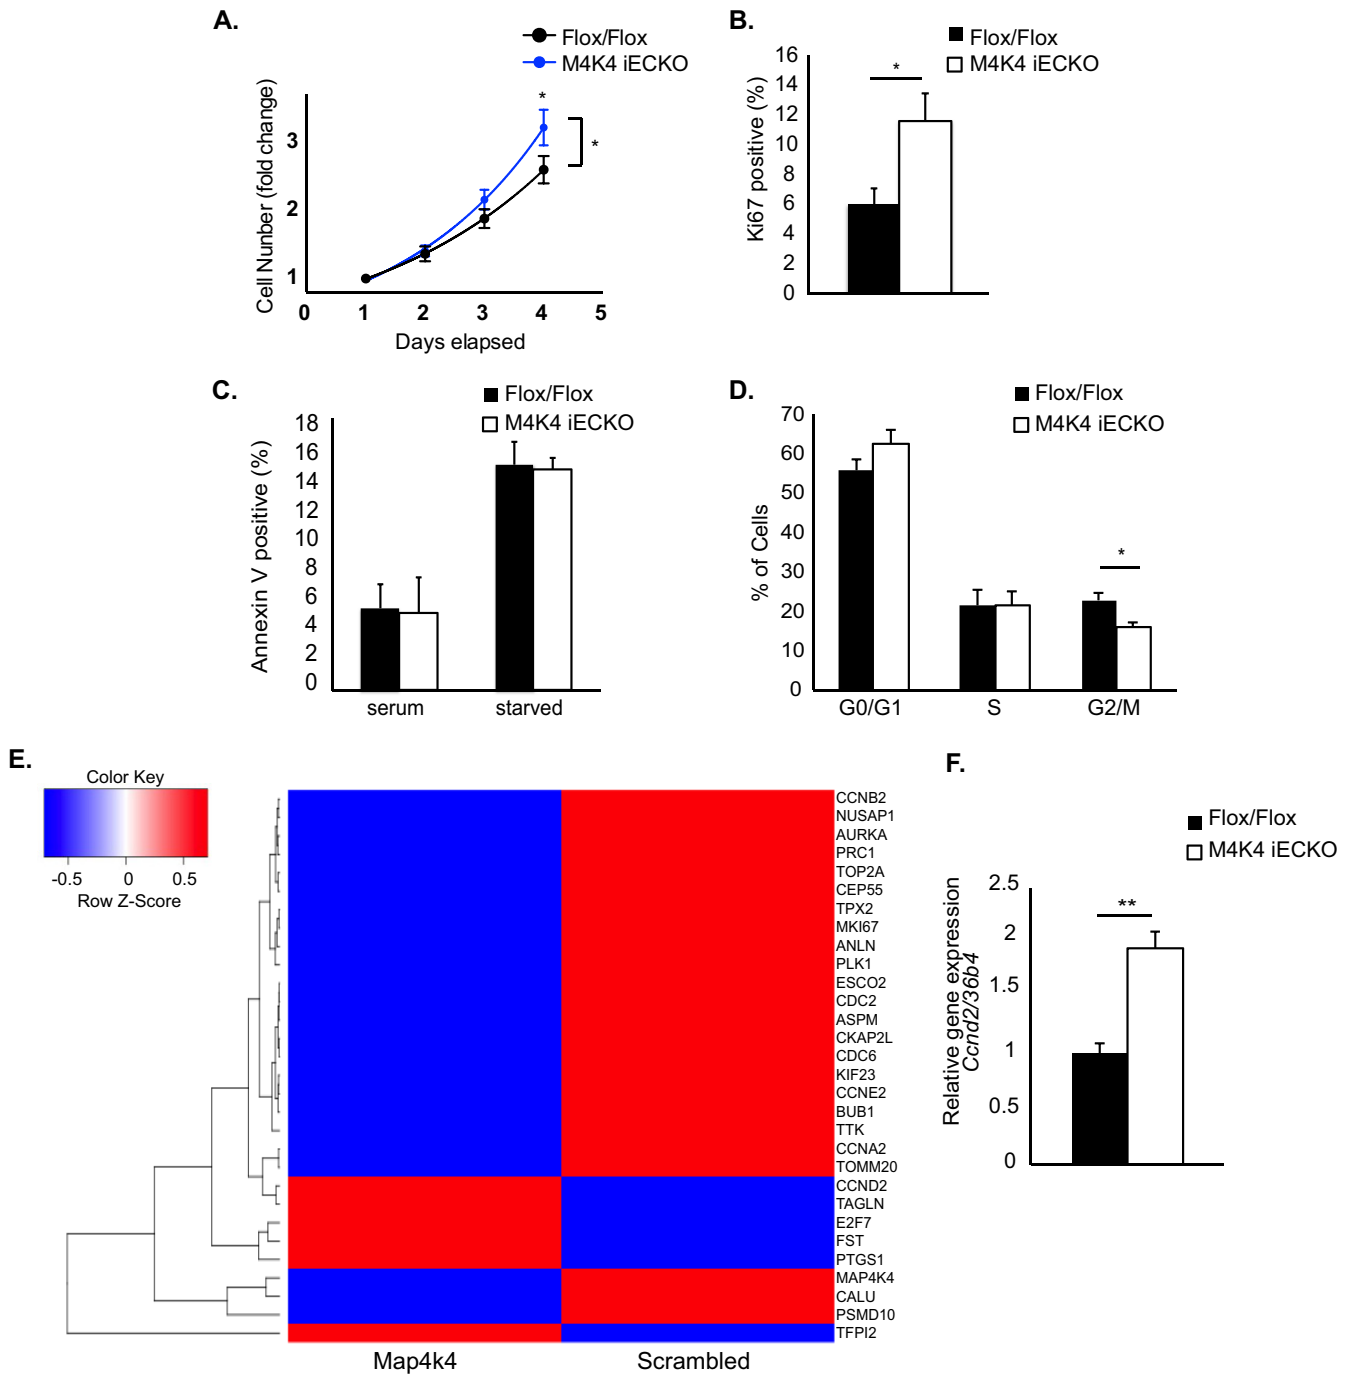 A.
Flox/Flox
M4K4 iECKO
Cell Nunber (fold change)
3
2
1
*
*
0 1 2 3 4 5
Days elapsed
B.
Flox/Flox
M4K4 iECKO
Ki67 positive (%)
16
14
12
10
8
6
4
2
0
*
C.
Flox/Flox
M4K4 iECKO
Annexin V positive (%)
18
16
14
12
10
8
6
4
2
0
serum starved
D.
Flox/Flox
M4K4 iECKO
% of Cells
70
60
50
40
30
20
10
0
*
G0/G1 S G2/M
E.
Color Key
-0.5 0 0.5
Row Z-Score
CCNB2
NUSAP1
AURKA
PRC1
TOP2A
CEP55
TPX2
MKI67
ANLN
PLK1
ESCO2
CDC2
ASPM
CKAP2L
CDC6
KIF23
CCNE2
BUB1
TTK
CCNA2
TOMM20
CCND2
TAGLN
E2F7
FST
PTGS1
MAP4K4
CALU
PSMD10
TFPI2
Map4k4 Scrambled
F.
Flox/Flox
M4K4 iECKO
Relative gene expression
Ccnd2/36b4
2.5
2
1.5
1
0.5
0
**